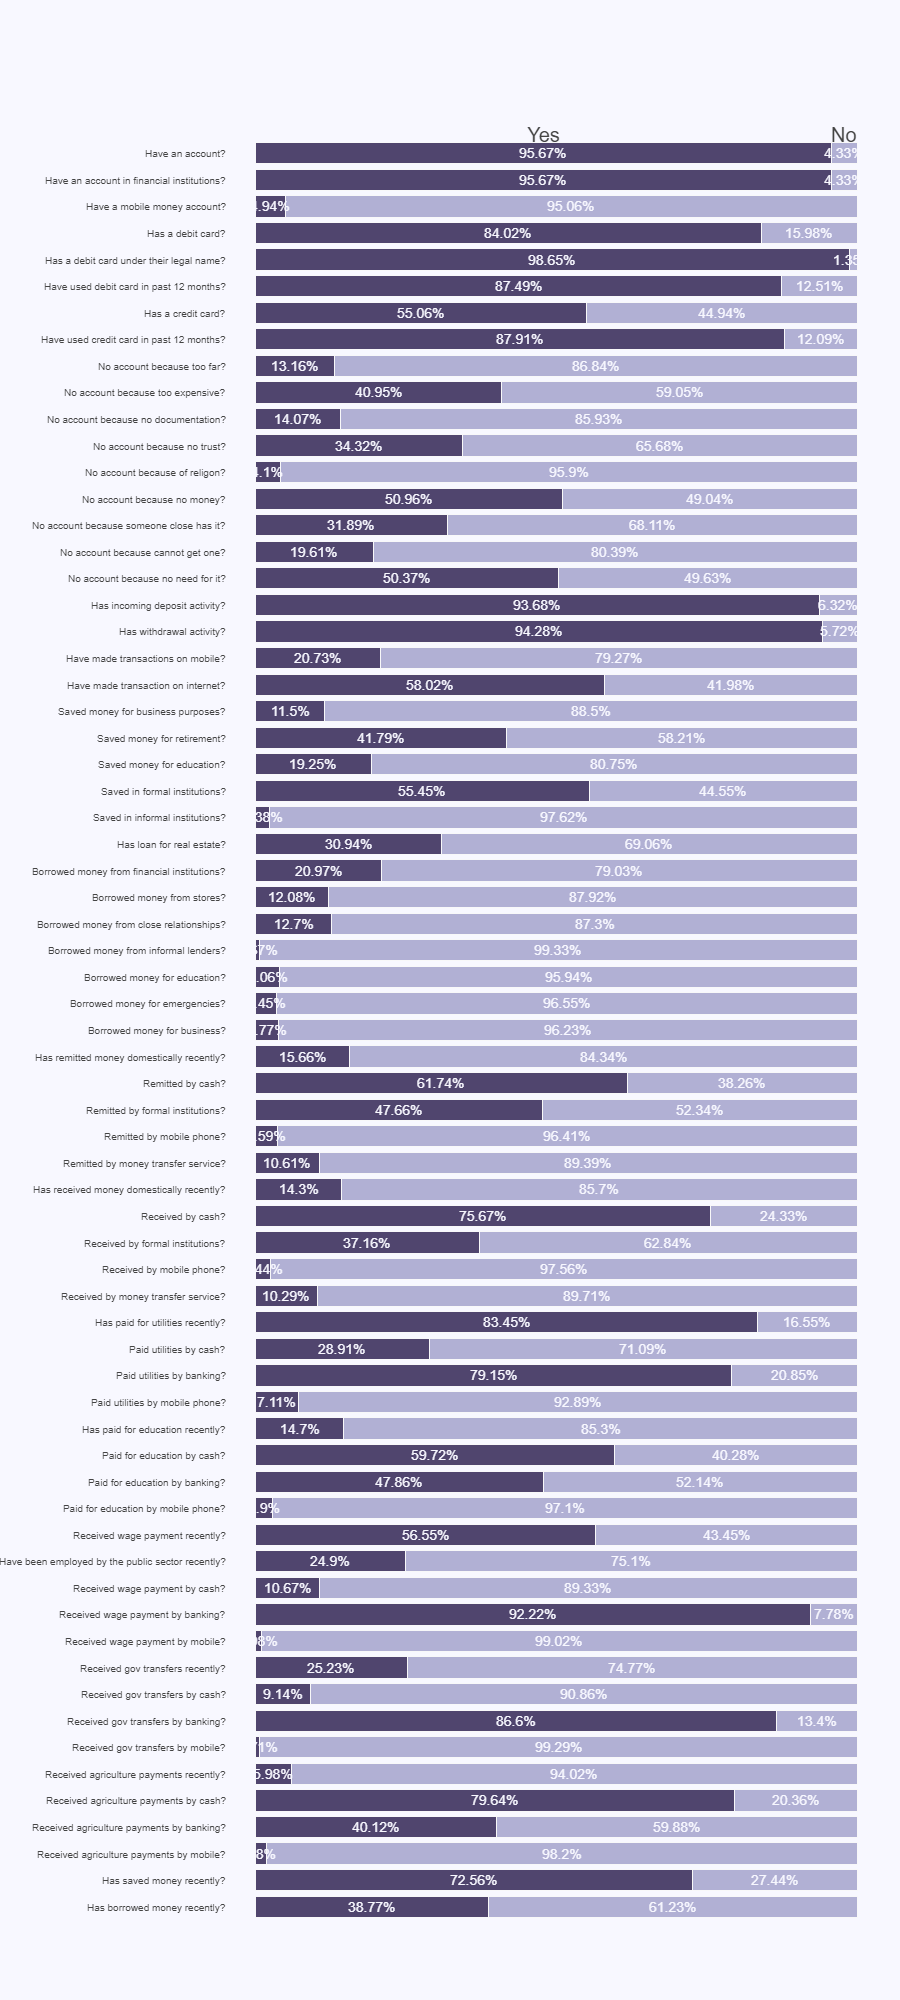 Yes No
Have an account? 95.67% 4.33%
Have an account in financial institutions? 95.67% 4.33%
Have a mobile money account? .94% 95.06%
Has a debit card? 84.02% 15.98%
Has a debit card under their legal name? 98.65% 1.35
Have used debit card in past 12 months? 87.49% 12.51%
Has a credit card? 55.06% 44.94%
Have used credit card in past 12 months? 87.91% 12.09%
No account because too far? 13.16% 86.84%
No account because too expensive? 40.95% 59.05%
No account because no documentation? 14.07% 85.93%
No account because no trust? 34.32% 65.68%
No account because of religon? .1% 95.9%
No account because no money? 50.96% 49.04%
No account because someone close has it? 31.89% 68.11%
No account because cannot get one? 19.61% 80.39%
No account because no need for it? 50.37% 49.63%
Has incoming deposit activity? 93.68% 6.32%
Has withdrawal activity? 94.28% 5.72%
Have made transactions on mobile? 20.73% 79.27%
Have made transaction on internet? 58.02% 41.98%
Saved money for business purposes? 11.5% 88.5%
Saved money for retirement? 41.79% 58.21%
Saved money for education? 19.25% 80.75%
Saved in formal institutions? 55.45% 44.55%
Saved in informal institutions? 38% 97.62%
Has loan for real estate? 30.94% 69.06%
Borrowed money from financial institutions? 20.97% 79.03%
Borrowed money from stores? 12.08% 87.92%
Borrowed money from close relationships? 12.7% 87.3%
Borrowed money from informal lenders? 7% 99.33%
Borrowed money for education? .06% 95.94%
Borrowed money for emergencies? .45% 96.55%
Borrowed money for business? .77% 96.23%
Has remitted money domestically recently? 15.66% 84.34%
Remitted by cash? 61.74% 38.26%
Remitted by formal institutions? 47.66% 52.34%
Remitted by mobile phone? .59% 96.41%
Remitted by money transfer service? 10.61% 89.39%
Has received money domestically recently? 14.3% 85.7%
Received by cash? 75.67% 24.33%
Received by formal institutions? 37.16% 62.84%
Received by mobile phone? 44% 97.56%
Received by money transfer service? 10.29% 89.71%
Has paid for utilities recently? 83.45% 16.55%
Paid utilities by cash? 28.91% 71.09%
Paid utilities by banking? 79.15% 20.85%
Paid utilities by mobile phone? 7.11% 92.89%
Has paid for education recently? 14.7% 85.3%
Paid for education by cash? 59.72% 40.28%
Paid for education by banking? 47.86% 52.14%
Paid for education by mobile phone? .9% 97.1%
Received wage payment recently? 56.55% 43.45%
Have been employed by the public sector recently? 24.9% 75.1%
Received wage payment by cash? 10.67% 89.33%
Received wage payment by banking? 92.22% 7.78%
Received wage payment by mobile? 8% 99.02%
Received gov transfers recently? 25.23% 74.77%
Received gov transfers by cash? 9.14% 90.86%
Received gov transfers by banking? 86.6% 13.4%
Received gov transfers by mobile? 1% 99.29%
Received agriculture payments recently? 5.98% 94.02%
Received agriculture payments by cash? 79.64% 20.36%
Received agriculture payments by banking? 40.12% 59.88%
Received agriculture payments by mobile? 8% 98.2%
Has saved money recently? 72.56% 27.44%
Has borrowed money recently? 38.77% 61.23%